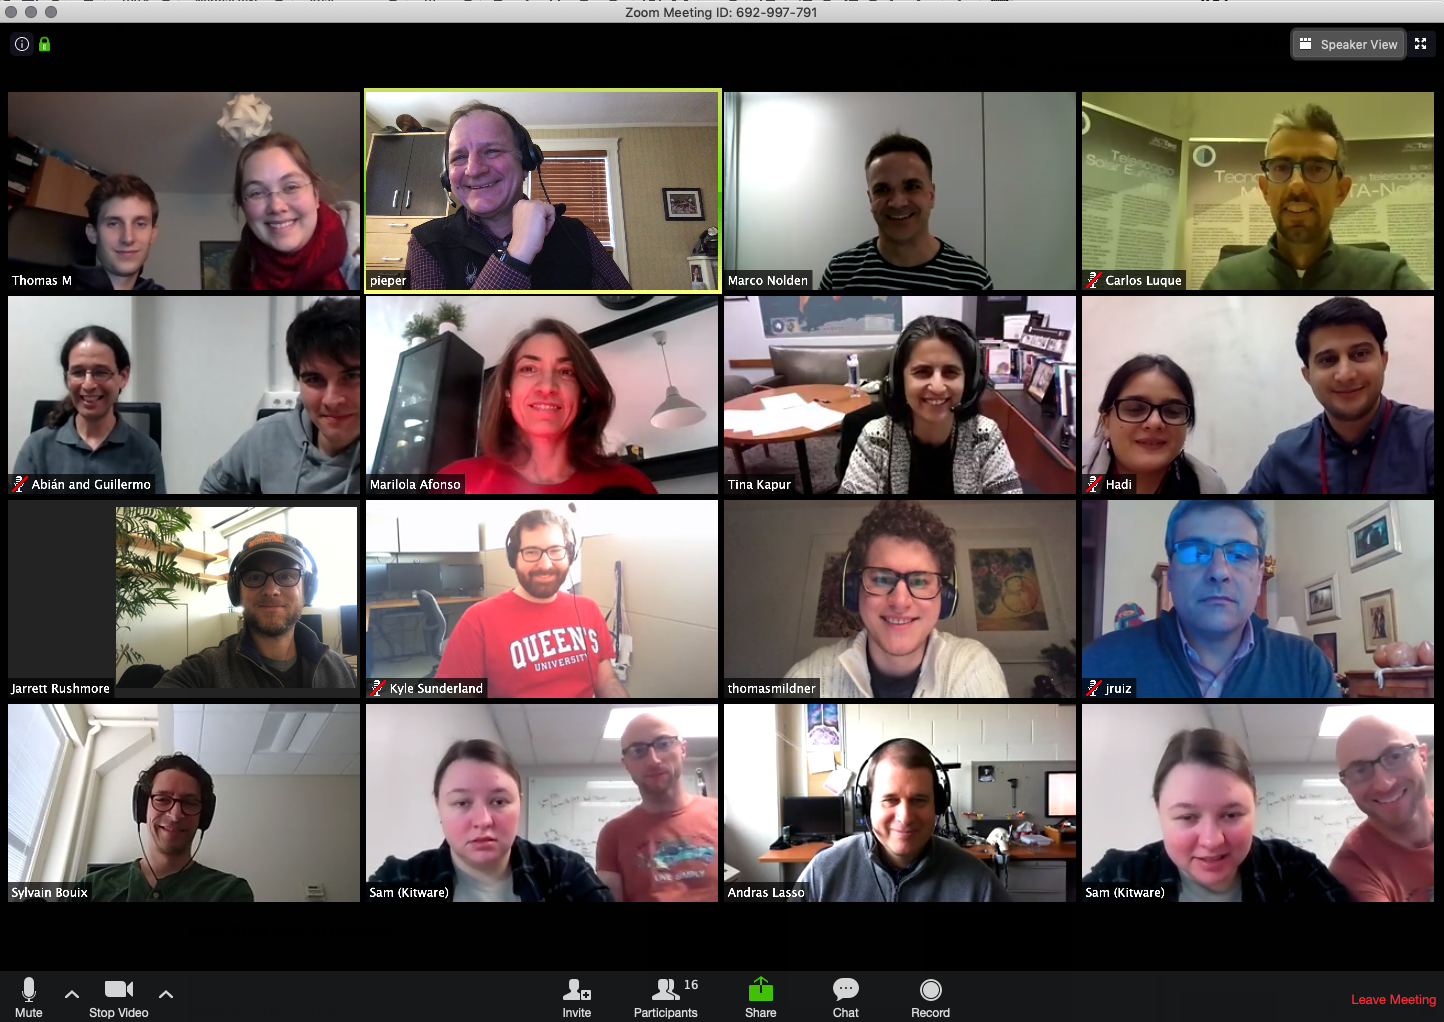 Zoom Meeting ID: 692-997-791
Speaker View
Thomas M
pieper
Marco Nolden
Telescopio
Carlos Luque
Abián and Guillermo
Marilola Afonso
Tina Kapur
Hadi
Jarrett Rushmore
QUEEN'S
UNIVERSITY
Kyle Sunderland
thomasmildner
jruiz
Sylvain Bouix
Sam (Kitware)
Andras Lasso
Sam (Kitware)
Mute
Stop Video
Invite
Participants 16
Share
Chat
Record
Leave Meeting